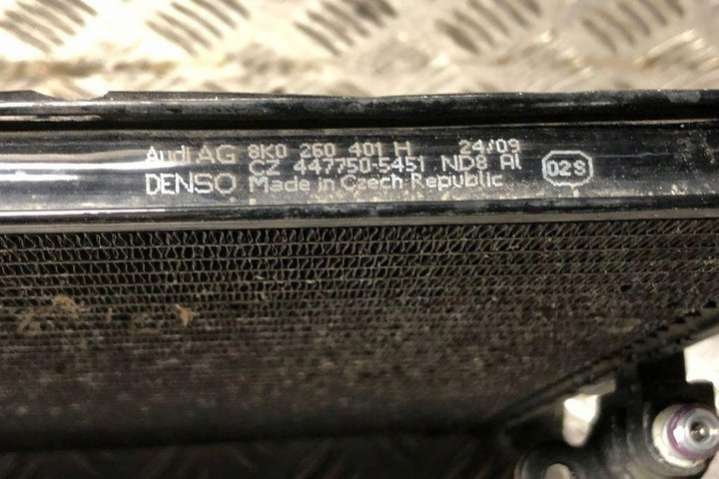 Audi AG 8K0 260 401 H 24/09
CZ 447750-5451 ND8 Al 02S
DENSO Made in Czech Republic